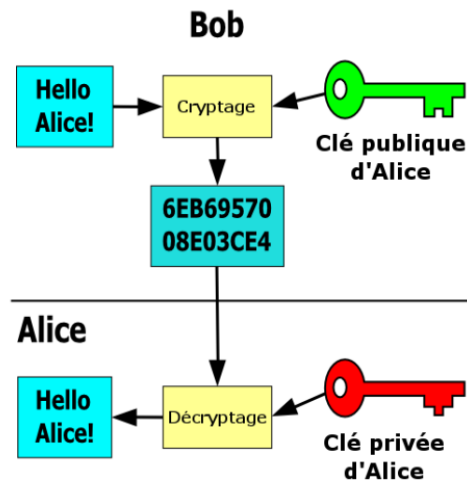 Bob
Hello
Alice!
Cryptage
Clé publique
d'Alice
6EB69570
08E03CE4
Alice
Hello
Alice!
Décryptage
Clé privée
d'Alice